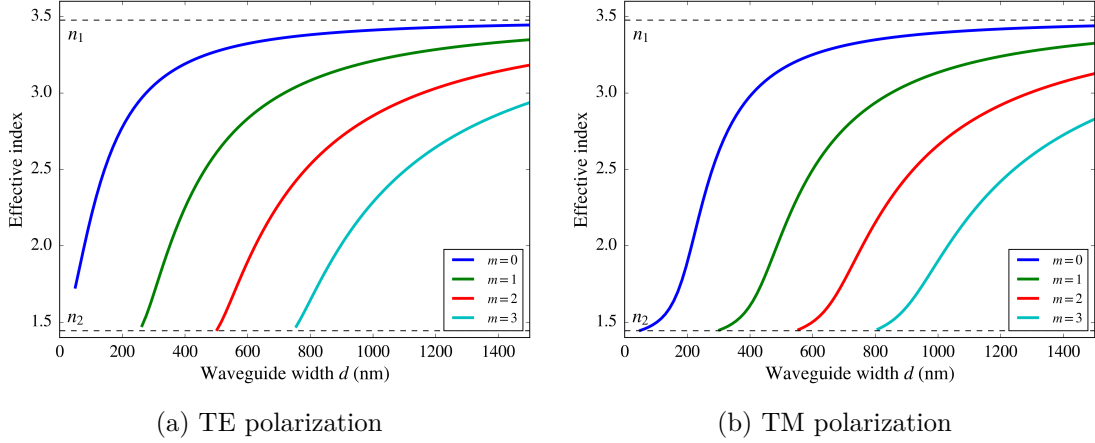 3.5
3.0
2.5
2.0
1.5
Effective index
n₁
n₂
m = 0
m = 1
m = 2
m = 3
0 200 400 600 800 1000 1200 1400
Waveguide width d (nm)
(a) TE polarization
3.5
3.0
2.5
2.0
1.5
Effective index
n₁
n₂
m = 0
m = 1
m = 2
m = 3
0 200 400 600 800 1000 1200 1400
Waveguide width d (nm)
(b) TM polarization